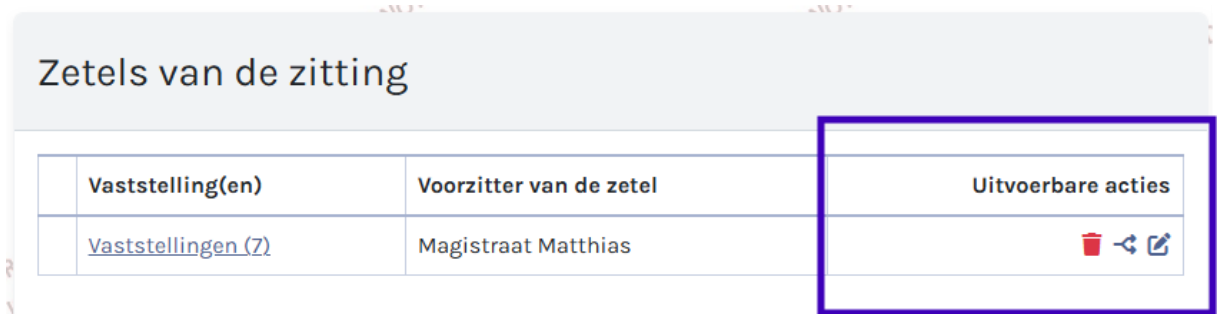 Zetels van de zitting
Vaststelling(en) Voorzitter van de zetel Uitvoerbare acties
Vaststellingen (7) Magistraat Matthias